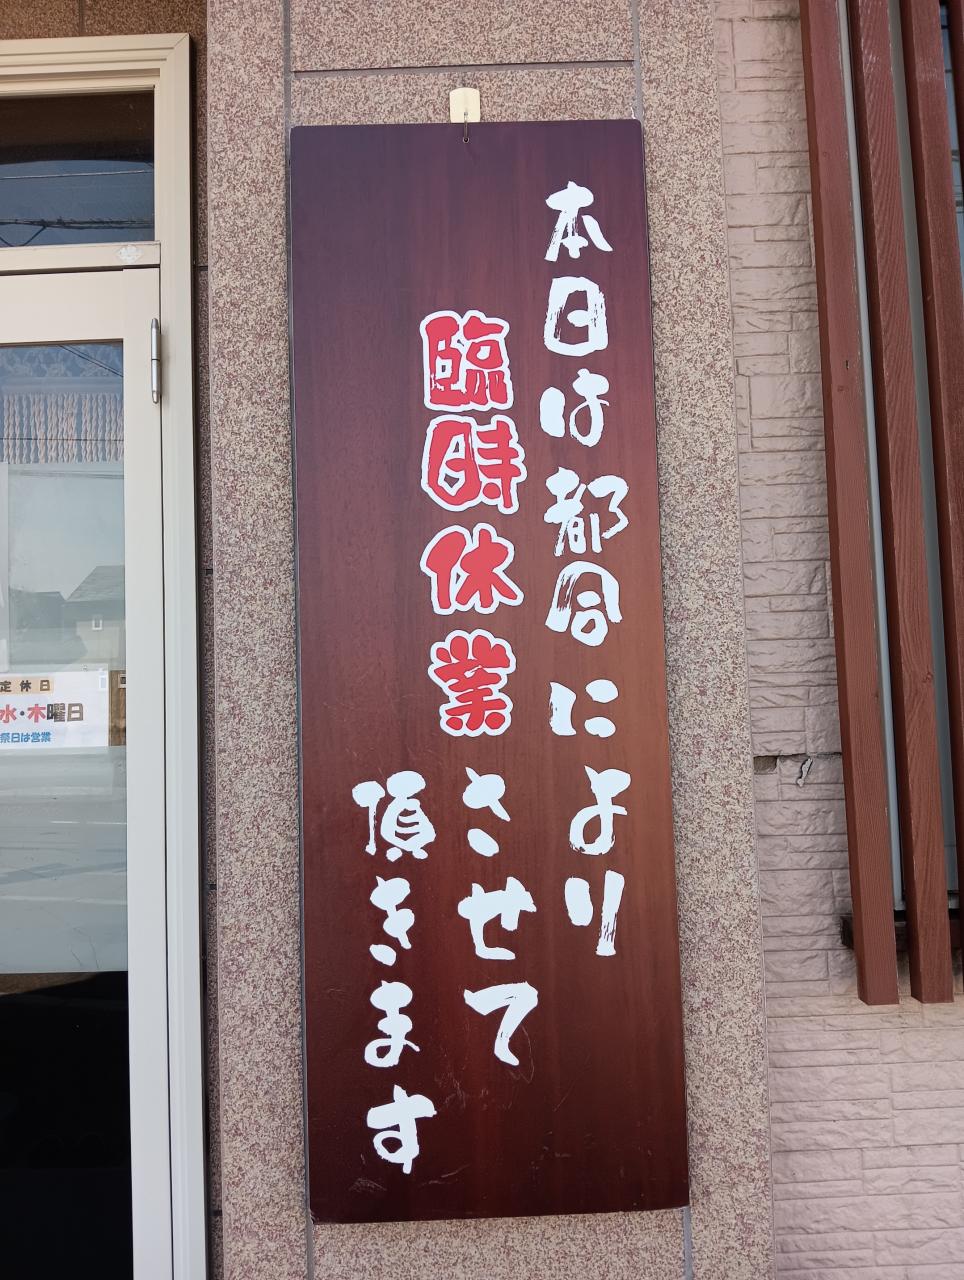 本日は都合により
臨時休業させて
頂きます
定休日
水・木曜日
祭日は営業